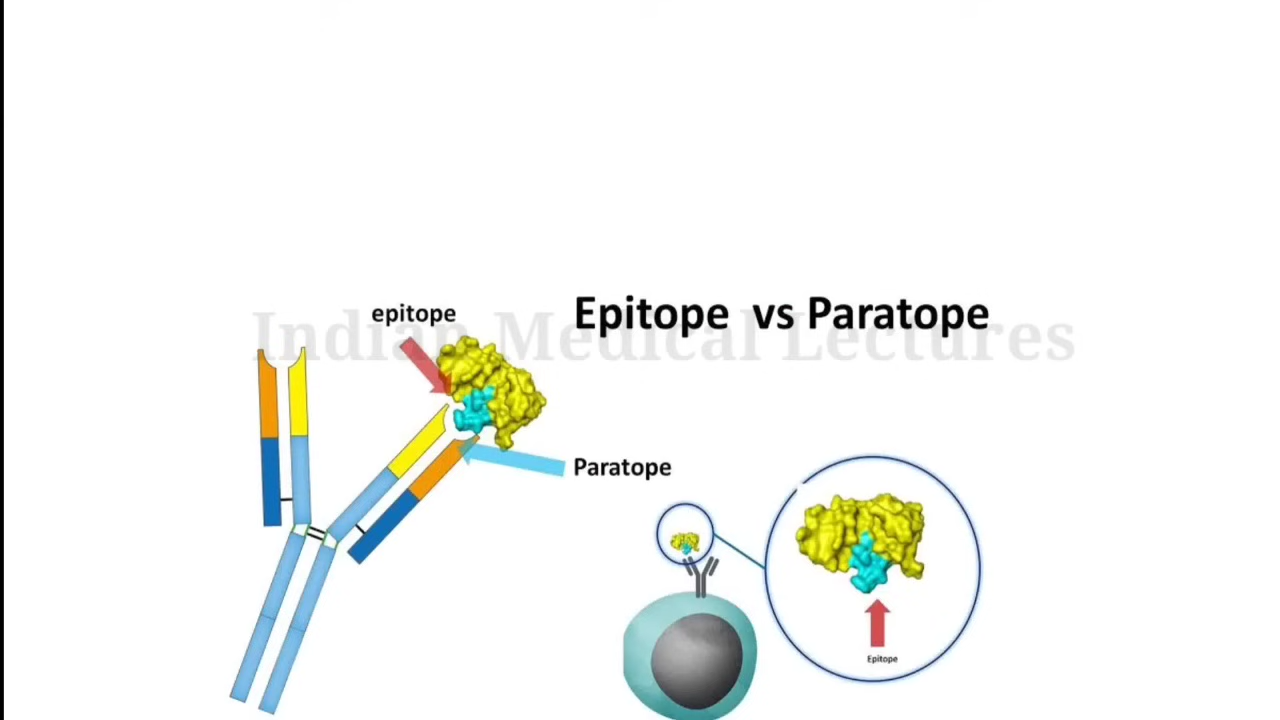 epitope
Epitope vs Paratope
Indian Medical Lectures
Paratope
Epitope